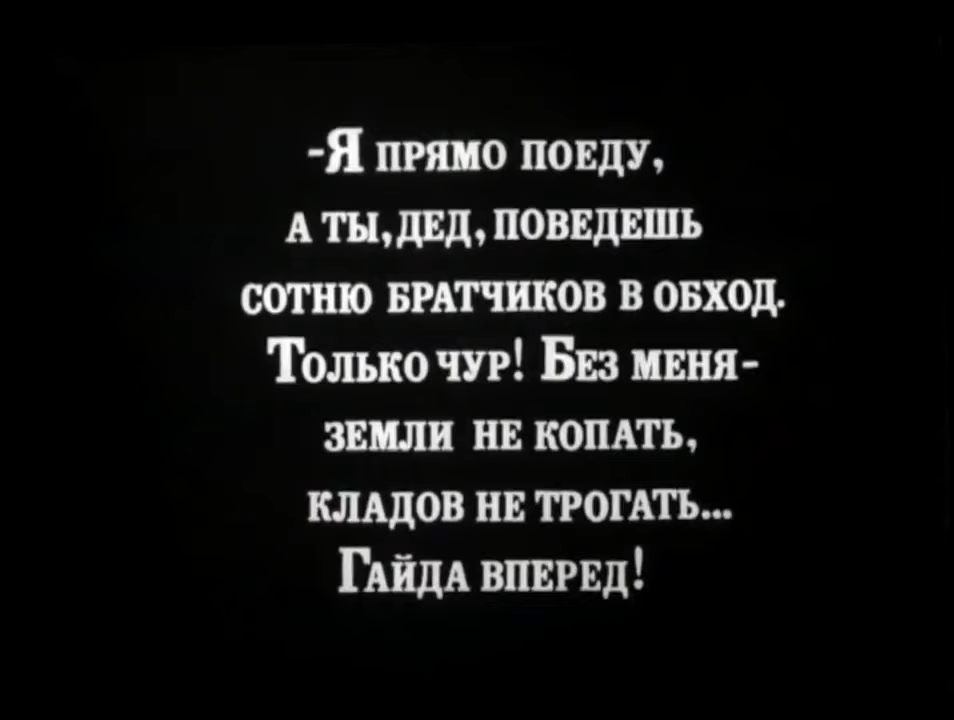 -Я ПРЯМО ПОЕДУ,
А ТЫ, ДЕД, ПОВЕДЕШЬ
СОТНЮ БРАТЧИКОВ В ОБХОД.
ТОЛЬКО ЧУР! БЕЗ МЕНЯ-
ЗЕМЛИ НЕ КОПАТЬ,
КЛАДОВ НЕ ТРОГАТЬ...
ГАЙДА ВПЕРЕД!